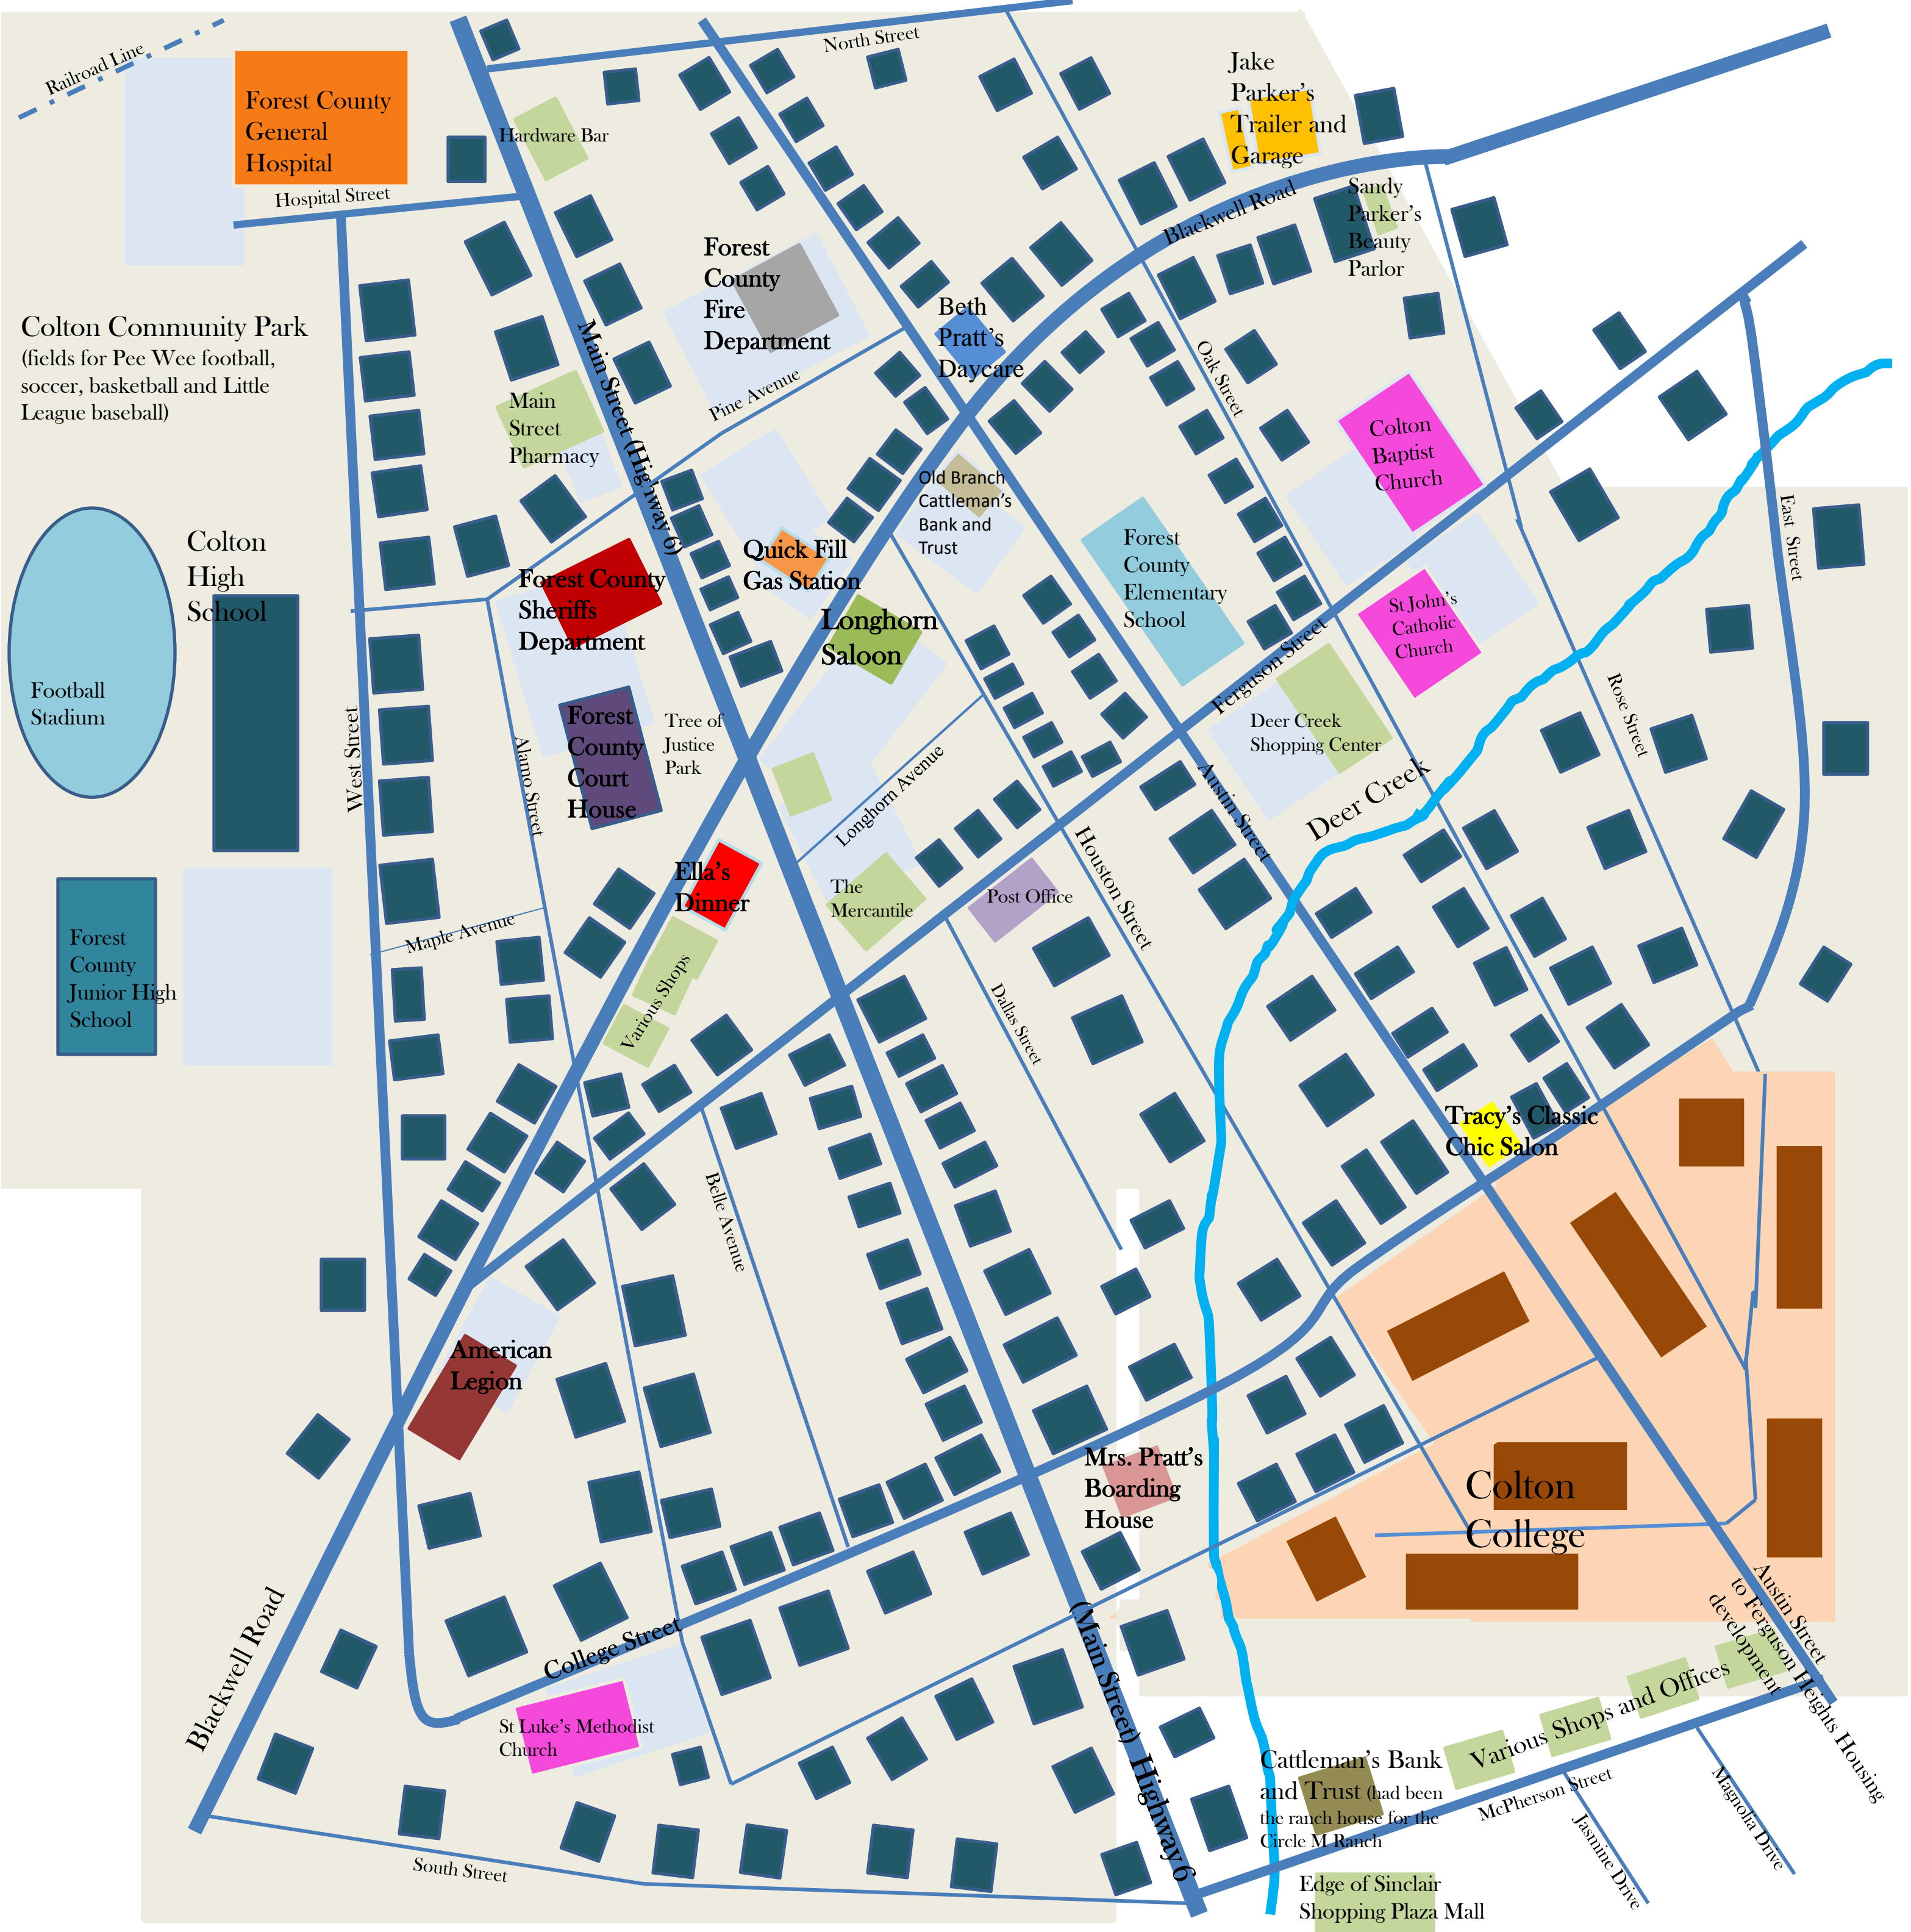 Railroad Line
Forest County
General
Hospital
Hospital Street
Hardware Bar
North Street
Jake
Parker's
Trailer and
Garage
Blackwell Road
Sandy
Parker's
Beauty
Parlor
Forest
County
Fire
Department
Beth
Pratt's
Daycare
Colton Community Park
(fields for Pee Wee football,
soccer, basketball and Little
League baseball)
Main Street (Highway 6)
Main
Street
Pharmacy
Pine Avenue
Oak Street
Colton
Baptist
Church
Old Branch
Cattleman's
Bank and
Trust
Forest
County
Elementary
School
East Street
Colton
High
School
Football
Stadium
Quick Fill
Gas Station
Forest County
Sheriffs
Department
Longhorn
Saloon
St John's
Catholic
Church
Ferguson Street
Deer Creek
Shopping Center
Rose Street
West Street
Alamo Street
Forest
County
Court
House
Tree of
Justice
Park
Longhorn Avenue
Austin Street
Deer Creek
Ella's
Dinner
The
Mercantile
Post Office
Houston Street
Maple Avenue
Various Shops
Dallas Street
Forest
County
Junior High
School
Tracy's Classic
Chic Salon
Belle Avenue
American
Legion
Mrs. Pratt's
Boarding
House
Colton
College
Blackwell Road
College Street
St Luke's Methodist
Church
(Main Street) Highway 6
Austin Street
to Ferguson Heights Housing
development
Various Shops and Offices
Cattleman's Bank
and Trust (had been
the ranch house for the
Circle M Ranch
McPherson Street
Jasmine Drive
Magnolia Drive
South Street
Edge of Sinclair
Shopping Plaza Mall